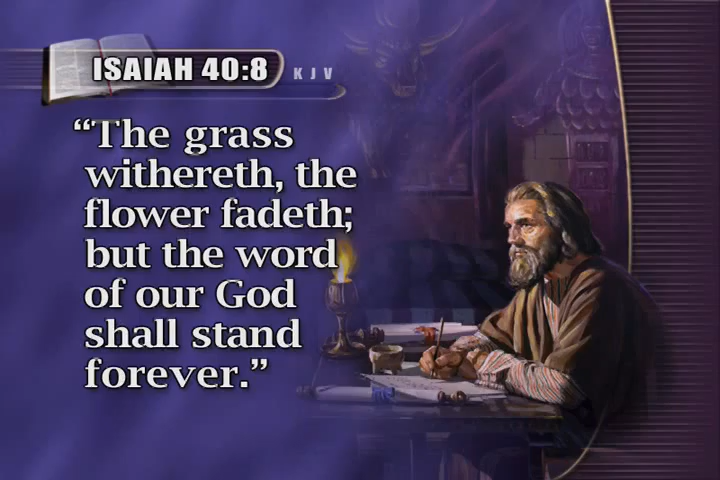 ISAIAH 40:8 KJV
“The grass
withereth, the
flower fadeth;
but the word
of our God
shall stand
forever.”